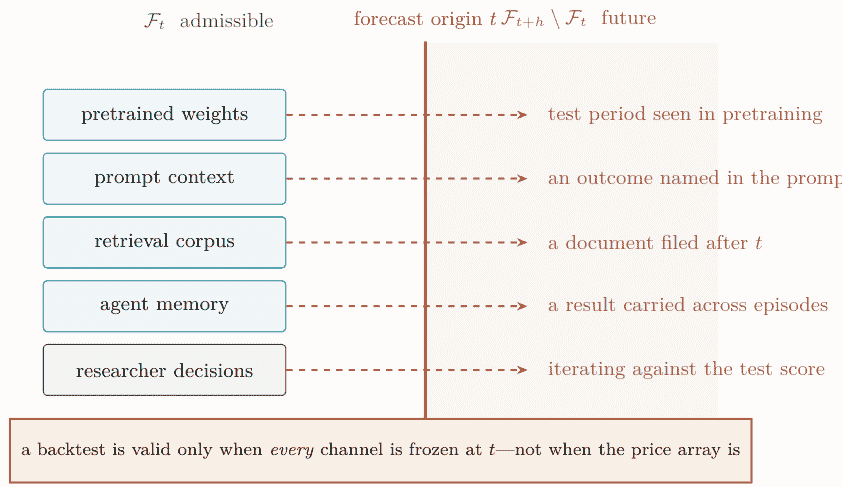 ℱₜ admissible
forecast origin t ℱₜ₊ₕ \ ℱₜ future
pretrained weights
test period seen in pretraining
prompt context
an outcome named in the promp
retrieval corpus
a document filed after t
agent memory
a result carried across episodes
researcher decisions
iterating against the test score
a backtest is valid only when every channel is frozen at t—not when the price array is